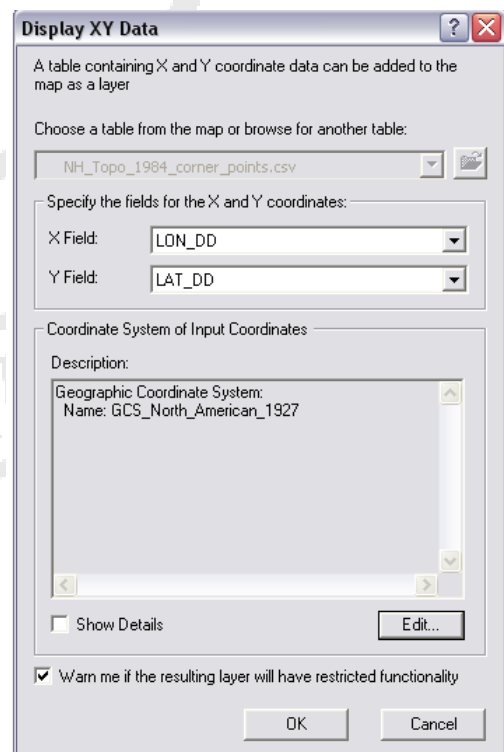 Display XY Data
A table containing X and Y coordinate data can be added to the
map as a layer
Choose a table from the map or browse for another table:
NH_Topo_1984_corner_points.csv
Specify the fields for the X and Y coordinates:
X Field: LON_DD
Y Field: LAT_DD
Coordinate System of Input Coordinates
Description:
Geographic Coordinate System:
Name: GCS_North_American_1927
Show Details Edit...
Warn me if the resulting layer will have restricted functionality
OK Cancel